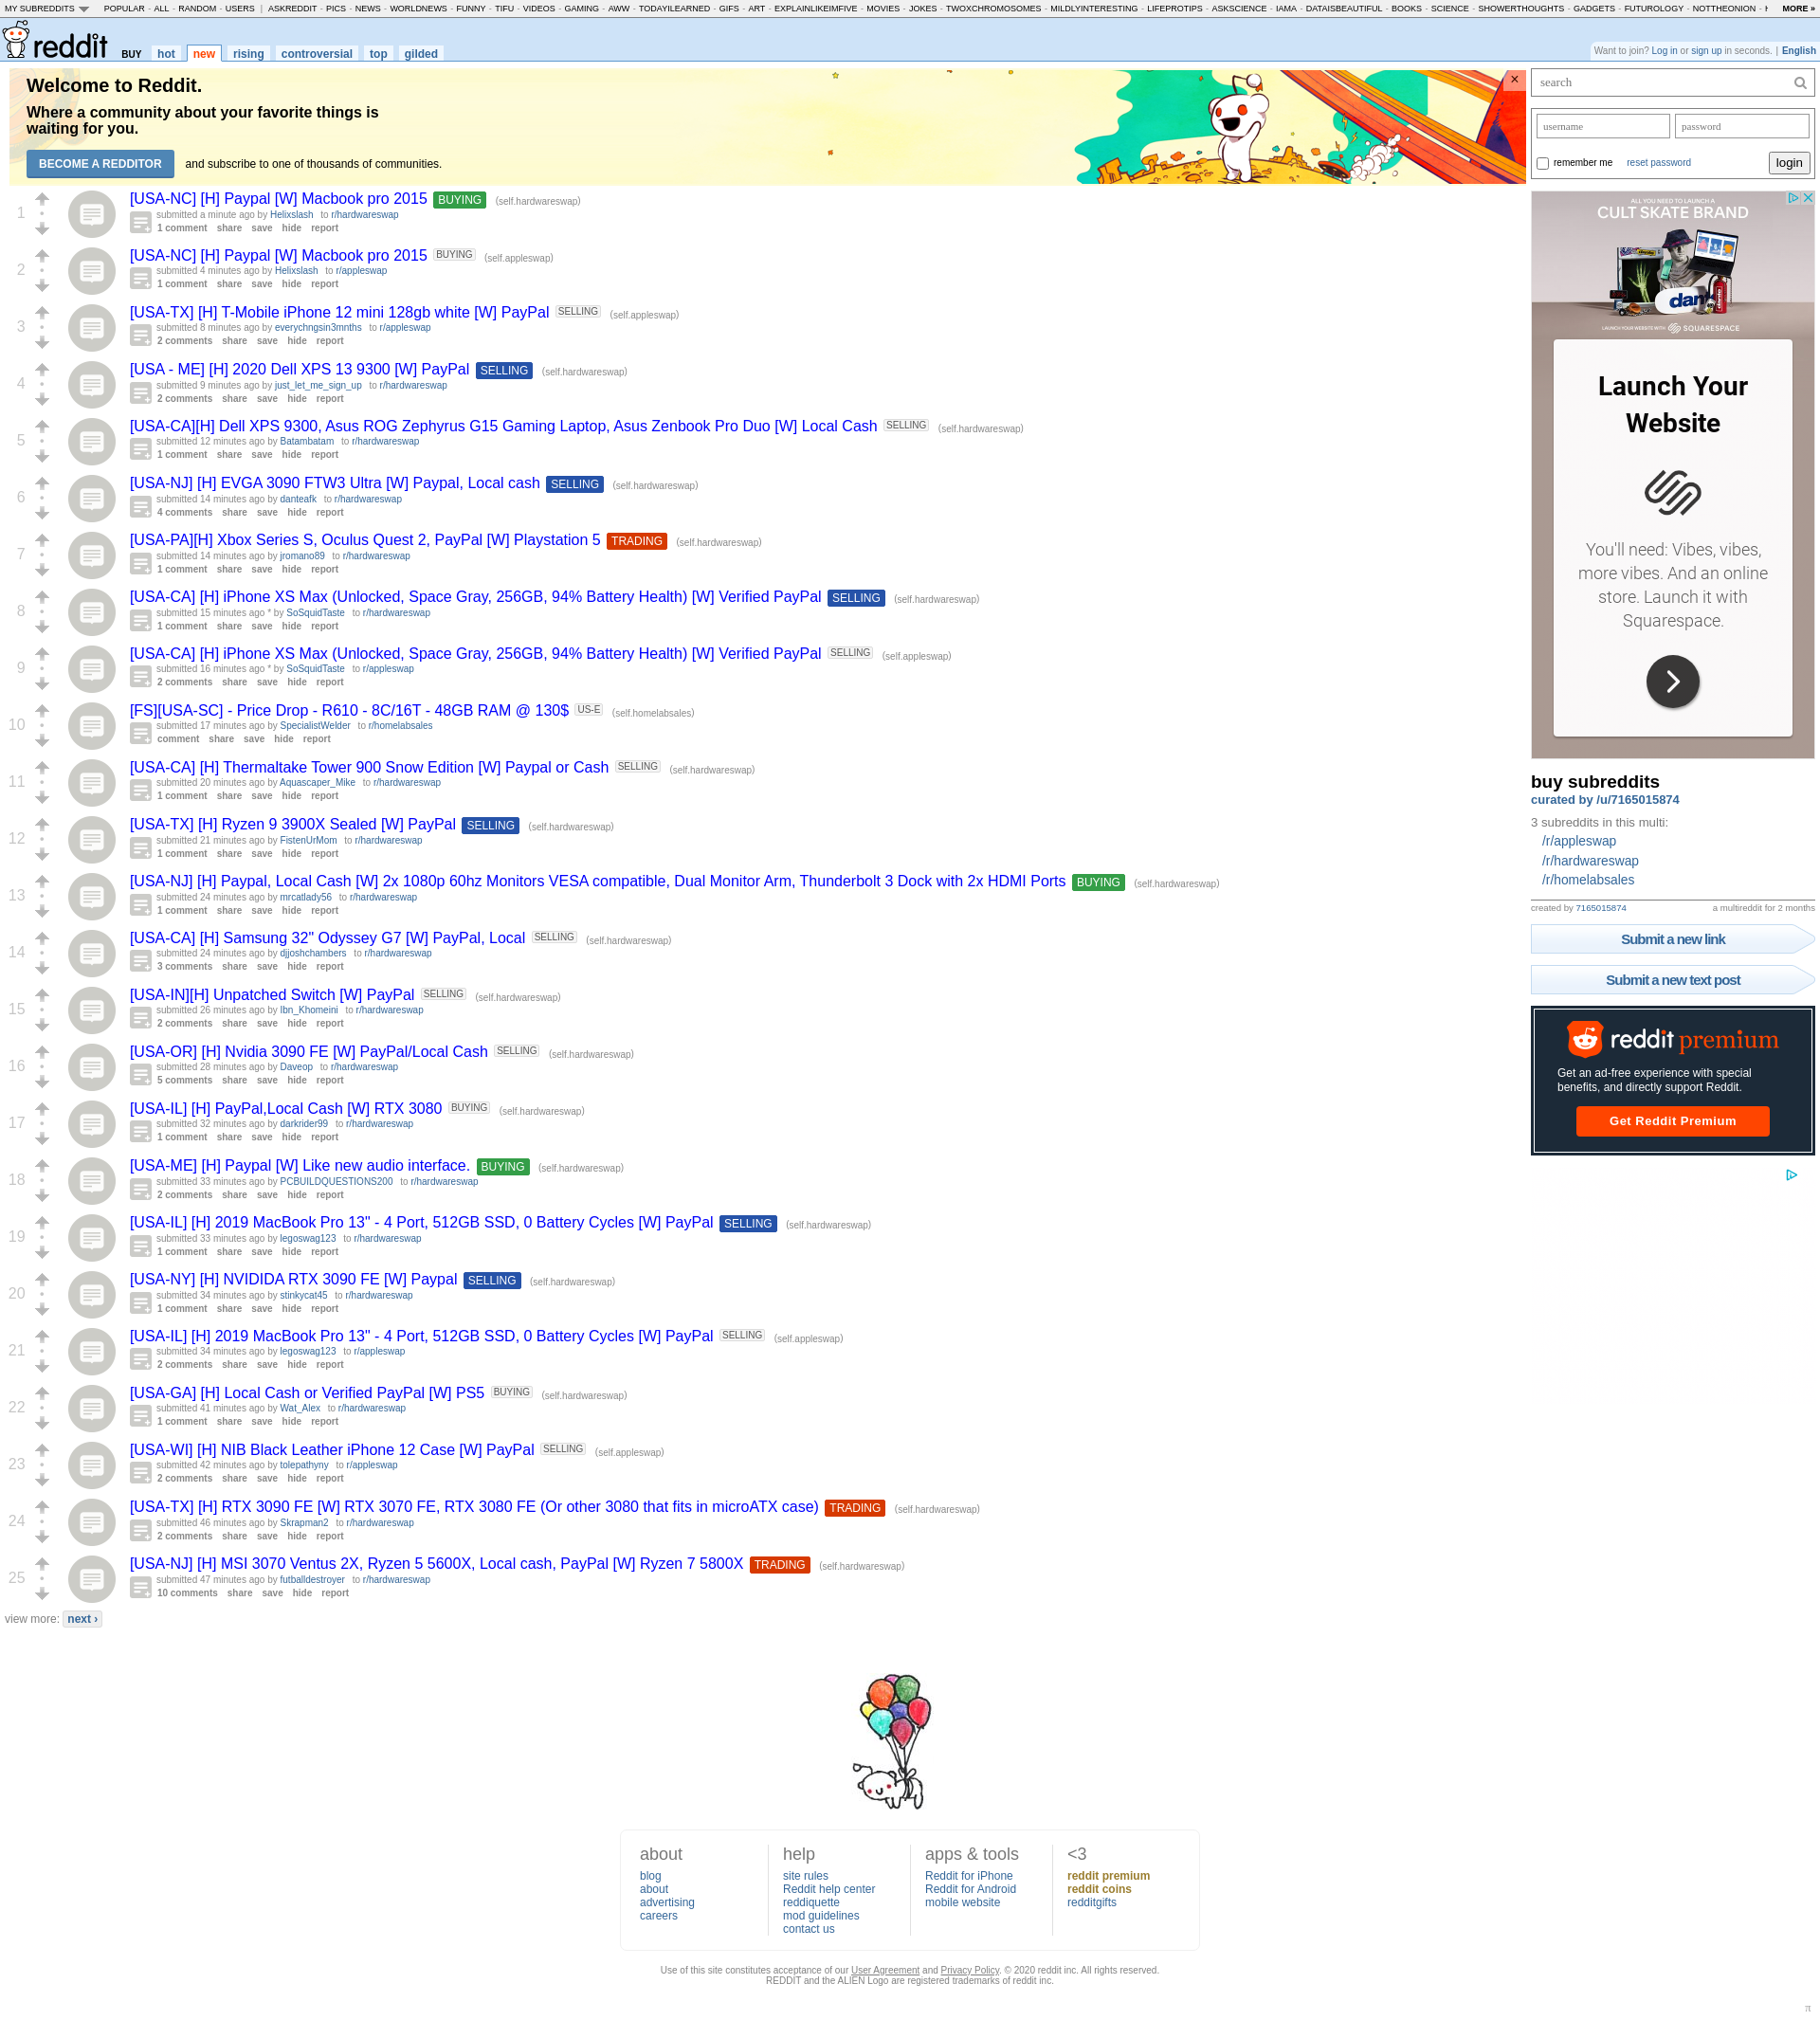 MY SUBREDDITS POPULAR - ALL - RANDOM - USERS | ASKREDDIT - PICS - NEWS - WORLDNEWS - FUNNY - TIFU - VIDEOS - GAMING - AWW - TODAYILEARNED - GIFS - ART - EXPLAINLIKEIMFIVE - MOVIES - JOKES - TWOXCHROMOSOMES - MILDLYINTERESTING - LIFEPROTIPS - ASKSCIENCE - IAMA - DATAISBEAUTIFUL - BOOKS - SCIENCE - SHOWERTHOUGHTS - GADGETS - FUTUROLOGY - NOTTHEONION - MORE »
reddit BUY hot new rising controversial top gilded
Want to join? Log in or sign up in seconds. | English
Welcome to Reddit.
Where a community about your favorite things is
waiting for you.
BECOME A REDDITOR and subscribe to one of thousands of communities.
1
[USA-NC] [H] Paypal [W] Macbook pro 2015 BUYING (self.hardwareswap)
submitted a minute ago by Helixslash to r/hardwareswap
1 comment share save hide report
2
[USA-NC] [H] Paypal [W] Macbook pro 2015 BUYING (self.appleswap)
submitted 4 minutes ago by Helixslash to r/appleswap
1 comment share save hide report
3
[USA-TX] [H] T-Mobile iPhone 12 mini 128gb white [W] PayPal SELLING (self.appleswap)
submitted 8 minutes ago by everychngsin3mnths to r/appleswap
2 comments share save hide report
4
[USA - ME] [H] 2020 Dell XPS 13 9300 [W] PayPal SELLING (self.hardwareswap)
submitted 9 minutes ago by just_let_me_sign_up to r/hardwareswap
2 comments share save hide report
5
[USA-CA][H] Dell XPS 9300, Asus ROG Zephyrus G15 Gaming Laptop, Asus Zenbook Pro Duo [W] Local Cash SELLING (self.hardwareswap)
submitted 12 minutes ago by Batambatam to r/hardwareswap
1 comment share save hide report
6
[USA-NJ] [H] EVGA 3090 FTW3 Ultra [W] Paypal, Local cash SELLING (self.hardwareswap)
submitted 14 minutes ago by danteafk to r/hardwareswap
4 comments share save hide report
7
[USA-PA][H] Xbox Series S, Oculus Quest 2, PayPal [W] Playstation 5 TRADING (self.hardwareswap)
submitted 14 minutes ago by jromano89 to r/hardwareswap
1 comment share save hide report
8
[USA-CA] [H] iPhone XS Max (Unlocked, Space Gray, 256GB, 94% Battery Health) [W] Verified PayPal SELLING (self.hardwareswap)
submitted 15 minutes ago * by SoSquidTaste to r/hardwareswap
1 comment share save hide report
9
[USA-CA] [H] iPhone XS Max (Unlocked, Space Gray, 256GB, 94% Battery Health) [W] Verified PayPal SELLING (self.appleswap)
submitted 16 minutes ago * by SoSquidTaste to r/appleswap
2 comments share save hide report
10
[FS][USA-SC] - Price Drop - R610 - 8C/16T - 48GB RAM @ 130$ US-E (self.homelabsales)
submitted 17 minutes ago by SpecialistWelder to r/homelabsales
comment share save hide report
11
[USA-CA] [H] Thermaltake Tower 900 Snow Edition [W] Paypal or Cash SELLING (self.hardwareswap)
submitted 20 minutes ago by Aquascaper_Mike to r/hardwareswap
1 comment share save hide report
12
[USA-TX] [H] Ryzen 9 3900X Sealed [W] PayPal SELLING (self.hardwareswap)
submitted 21 minutes ago by FistenUrMom to r/hardwareswap
1 comment share save hide report
13
[USA-NJ] [H] Paypal, Local Cash [W] 2x 1080p 60hz Monitors VESA compatible, Dual Monitor Arm, Thunderbolt 3 Dock with 2x HDMI Ports BUYING (self.hardwareswap)
submitted 24 minutes ago by mrcatlady56 to r/hardwareswap
1 comment share save hide report
14
[USA-CA] [H] Samsung 32" Odyssey G7 [W] PayPal, Local SELLING (self.hardwareswap)
submitted 24 minutes ago by djjoshchambers to r/hardwareswap
3 comments share save hide report
15
[USA-IN][H] Unpatched Switch [W] PayPal SELLING (self.hardwareswap)
submitted 26 minutes ago by Ibn_Khomeini to r/hardwareswap
2 comments share save hide report
16
[USA-OR] [H] Nvidia 3090 FE [W] PayPal/Local Cash SELLING (self.hardwareswap)
submitted 28 minutes ago by Daveop to r/hardwareswap
5 comments share save hide report
17
[USA-IL] [H] PayPal,Local Cash [W] RTX 3080 BUYING (self.hardwareswap)
submitted 32 minutes ago by darkrider99 to r/hardwareswap
1 comment share save hide report
18
[USA-ME] [H] Paypal [W] Like new audio interface. BUYING (self.hardwareswap)
submitted 33 minutes ago by PCBUILDQUESTIONS200 to r/hardwareswap
2 comments share save hide report
19
[USA-IL] [H] 2019 MacBook Pro 13" - 4 Port, 512GB SSD, 0 Battery Cycles [W] PayPal SELLING (self.hardwareswap)
submitted 33 minutes ago by legoswag123 to r/hardwareswap
1 comment share save hide report
20
[USA-NY] [H] NVIDIDA RTX 3090 FE [W] Paypal SELLING (self.hardwareswap)
submitted 34 minutes ago by stinkycat45 to r/hardwareswap
1 comment share save hide report
21
[USA-IL] [H] 2019 MacBook Pro 13" - 4 Port, 512GB SSD, 0 Battery Cycles [W] PayPal SELLING (self.appleswap)
submitted 34 minutes ago by legoswag123 to r/appleswap
2 comments share save hide report
22
[USA-GA] [H] Local Cash or Verified PayPal [W] PS5 BUYING (self.hardwareswap)
submitted 41 minutes ago by Wat_Alex to r/hardwareswap
1 comment share save hide report
23
[USA-WI] [H] NIB Black Leather iPhone 12 Case [W] PayPal SELLING (self.appleswap)
submitted 42 minutes ago by tolepathyny to r/appleswap
2 comments share save hide report
24
[USA-TX] [H] RTX 3090 FE [W] RTX 3070 FE, RTX 3080 FE (Or other 3080 that fits in microATX case) TRADING (self.hardwareswap)
submitted 46 minutes ago by Skrapman2 to r/hardwareswap
2 comments share save hide report
25
[USA-NJ] [H] MSI 3070 Ventus 2X, Ryzen 5 5600X, Local cash, PayPal [W] Ryzen 7 5800X TRADING (self.hardwareswap)
submitted 47 minutes ago by futballdestroyer to r/hardwareswap
10 comments share save hide report
view more: next ›
search
username password
remember me reset password login
ALL YOU NEED TO LAUNCH A
CULT SKATE BRAND
dam
LAUNCH YOUR WEBSITE WITH SQUARESPACE
Launch Your
Website
You'll need: Vibes, vibes,
more vibes. And an online
store. Launch it with
Squarespace.
buy subreddits
curated by /u/7165015874
3 subreddits in this multi:
/r/appleswap
/r/hardwareswap
/r/homelabsales
created by 7165015874 a multireddit for 2 months
Submit a new link
Submit a new text post
reddit premium
Get an ad-free experience with special
benefits, and directly support Reddit.
Get Reddit Premium
about
blog
about
advertising
careers
help
site rules
Reddit help center
reddiquette
mod guidelines
contact us
apps & tools
Reddit for iPhone
Reddit for Android
mobile website
<3
reddit premium
reddit coins
redditgifts
Use of this site constitutes acceptance of our User Agreement and Privacy Policy. © 2020 reddit inc. All rights reserved.
REDDIT and the ALIEN Logo are registered trademarks of reddit inc.
π